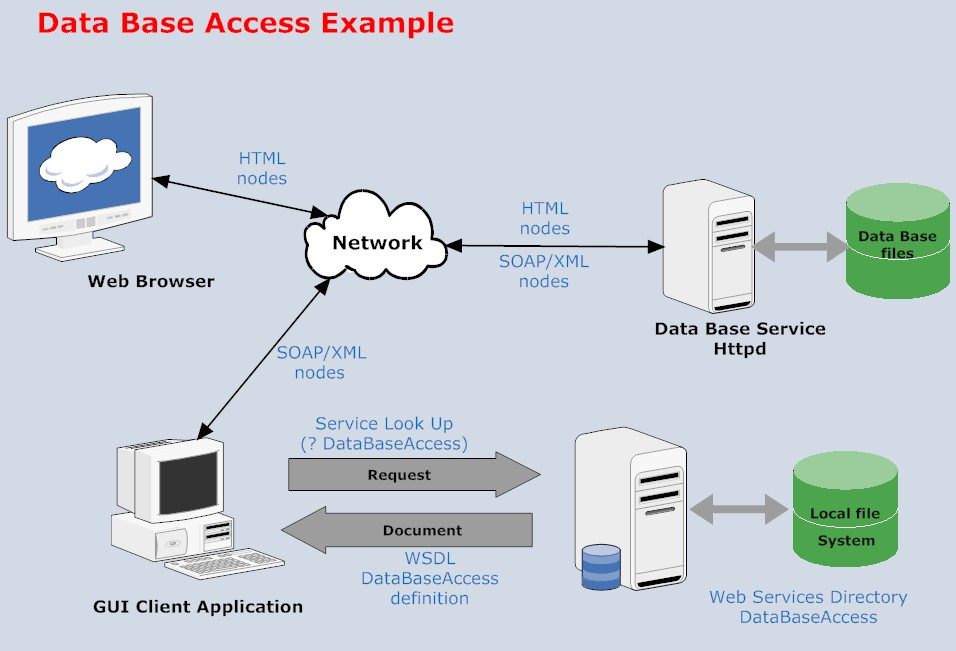 Data Base Access Example
HTML
nodes
Network
HTML
nodes
SOAP/XML
nodes
Data Base
files
Web Browser
Data Base Service
Httpd
SOAP/XML
nodes
Service Look Up
(? DataBaseAccess)
Request
Document
WSDL
DataBaseAccess
definition
GUI Client Application
Local file
System
Web Services Directory
DataBaseAccess